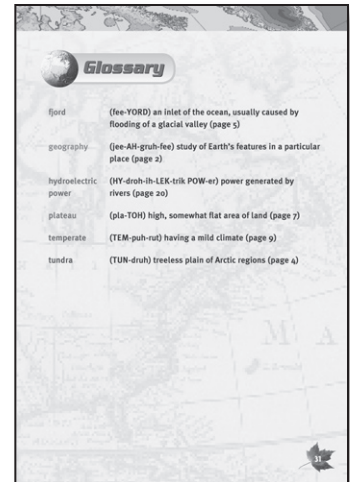 Glossary
fjord (fee-YORD) an inlet of the ocean, usually caused by
flooding of a glacial valley (page 5)
geography (jee-AH-gruh-fee) study of Earth's features in a particular
place (page 2)
hydroelectric (HY-droh-ih-LEK-trik POW-er) power generated by
power rivers (page 20)
plateau (pla-TOH) high, somewhat flat area of land (page 7)
temperate (TEM-puh-rut) having a mild climate (page 9)
tundra (TUN-druh) treeless plain of Arctic regions (page 4)
M A
31